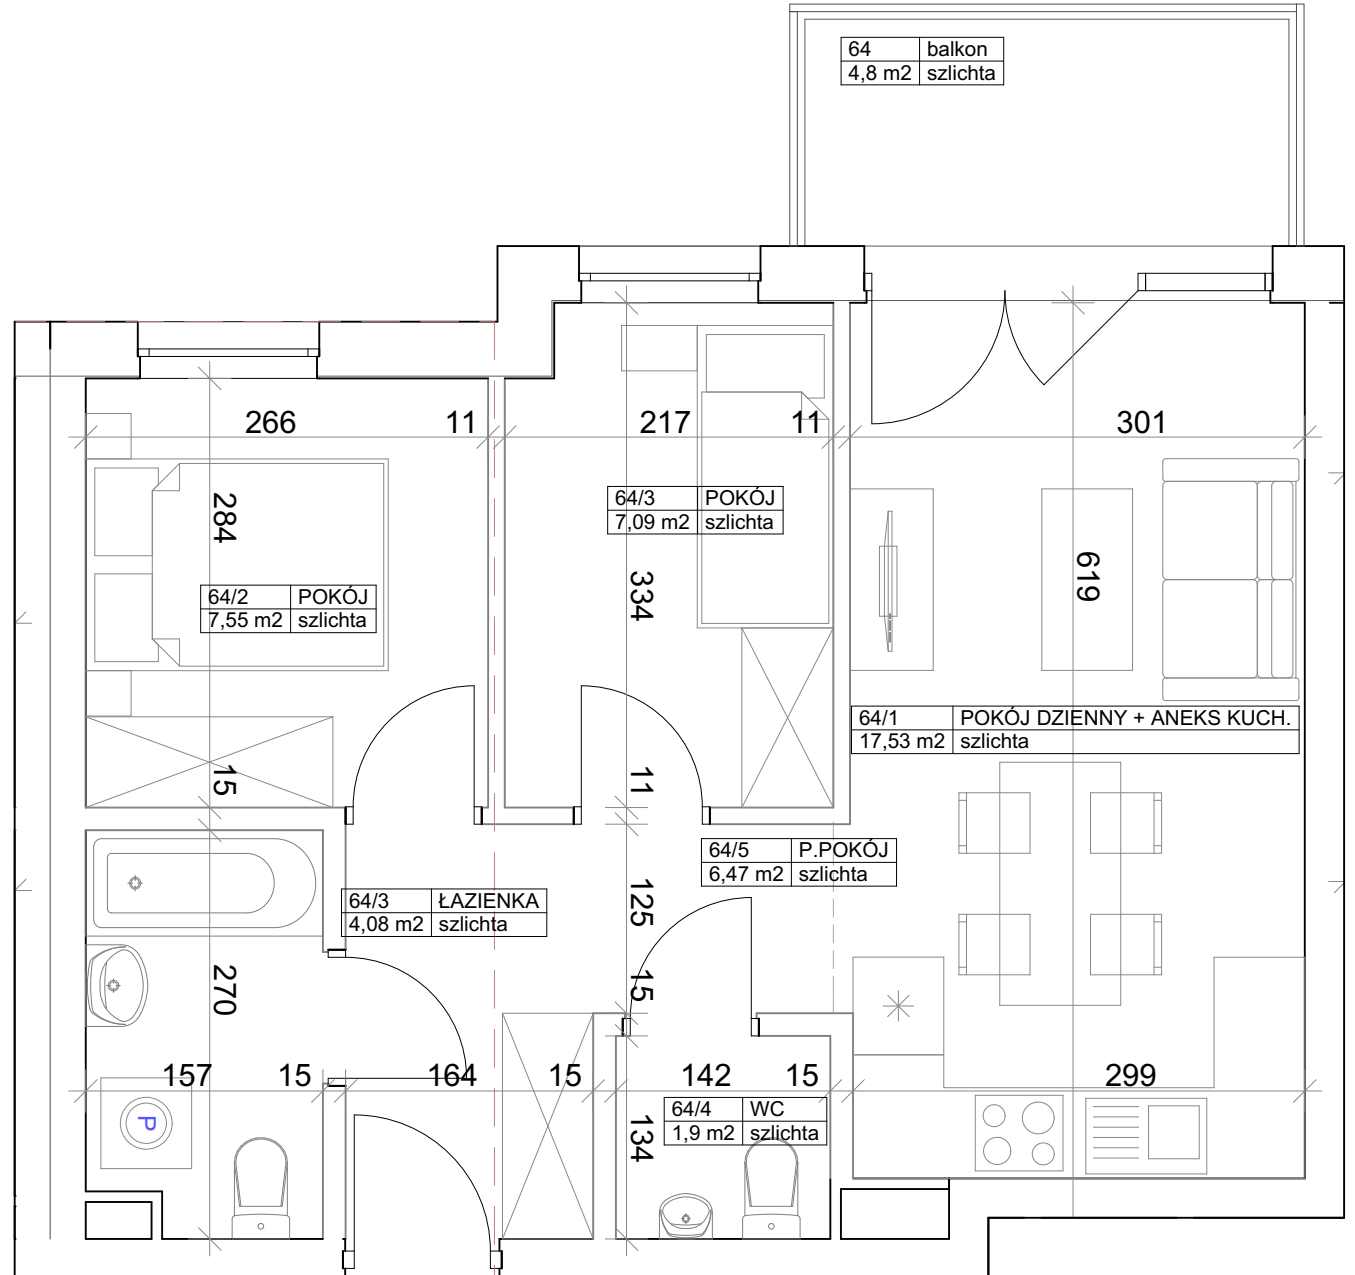 64 balkon
4,8 m2 szlichta
266 11 217 11 301
284
64/3 POKÓJ
7,09 m2 szlichta
334
619
64/2 POKÓJ
7,55 m2 szlichta
64/1 POKÓJ DZIENNY + ANEKS KUCH.
17,53 m2 szlichta
15
11
64/5 P.POKÓJ
6,47 m2 szlichta
64/3 ŁAZIENKA
4,08 m2 szlichta
125
270
15
157 15 164 15 142 15 299
64/4 WC
1,9 m2 szlichta
P
134